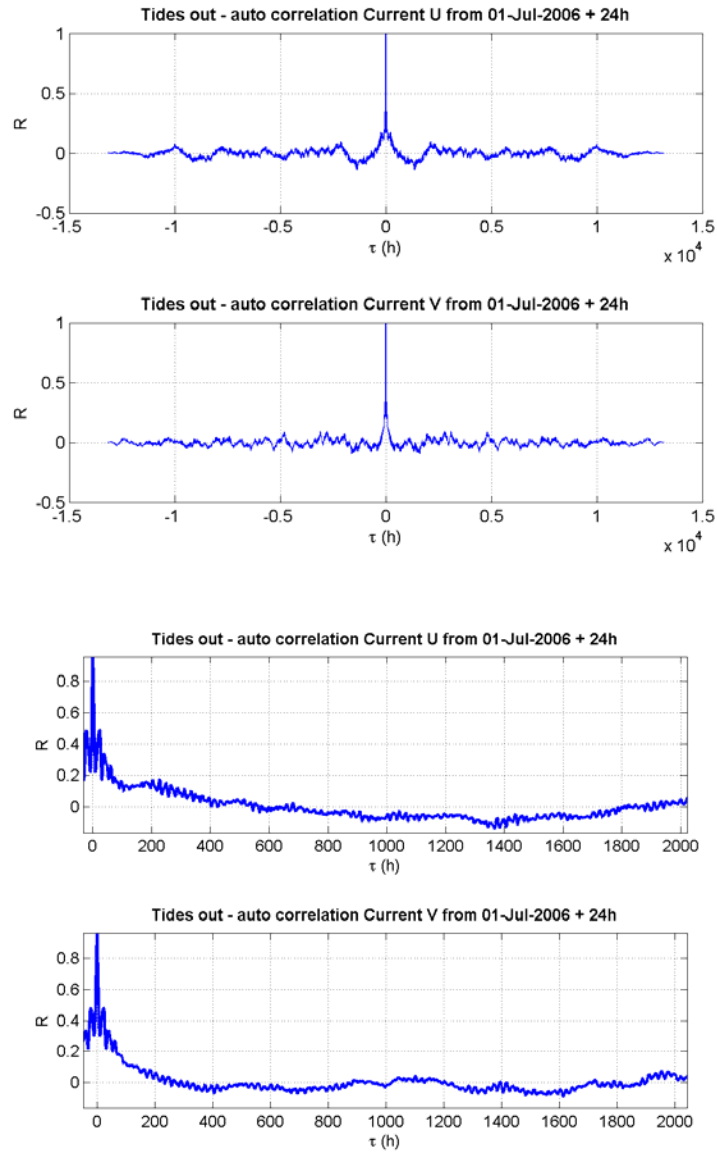 Tides out - auto correlation Current U from 01-Jul-2006 + 24h
1
0.5
0
-0.5
R
-1.5 -1 -0.5 0 0.5 1 1.5
τ (h)
x 10^4
Tides out - auto correlation Current V from 01-Jul-2006 + 24h
1
0.5
0
-0.5
R
-1.5 -1 -0.5 0 0.5 1 1.5
τ (h)
x 10^4
Tides out - auto correlation Current U from 01-Jul-2006 + 24h
0.8
0.6
0.4
0.2
0
R
0 200 400 600 800 1000 1200 1400 1600 1800 2000
τ (h)
Tides out - auto correlation Current V from 01-Jul-2006 + 24h
0.8
0.6
0.4
0.2
0
R
0 200 400 600 800 1000 1200 1400 1600 1800 2000
τ (h)